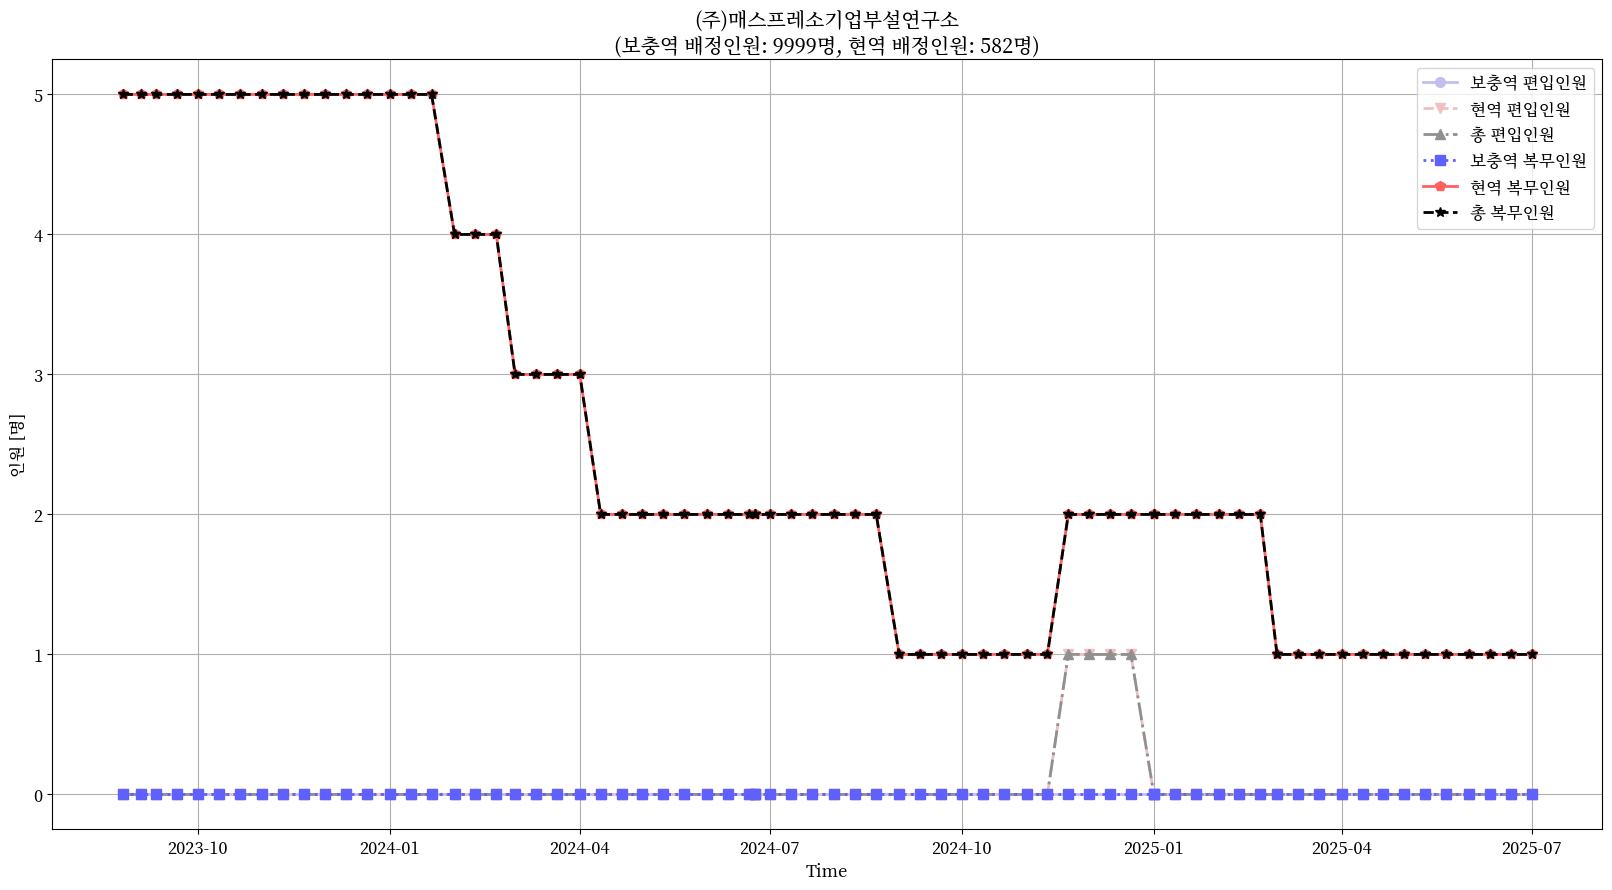 (주)매스프레소기업부설연구소
(보충역 배정인원: 9999명, 현역 배정인원: 582명)
보충역 편입인원
현역 편입인원
총 편입인원
보충역 복무인원
현역 복무인원
총 복무인원
인원 [명]
5
4
3
2
1
0
2023-10
2024-01
2024-04
2024-07
2024-10
2025-01
2025-04
2025-07
Time